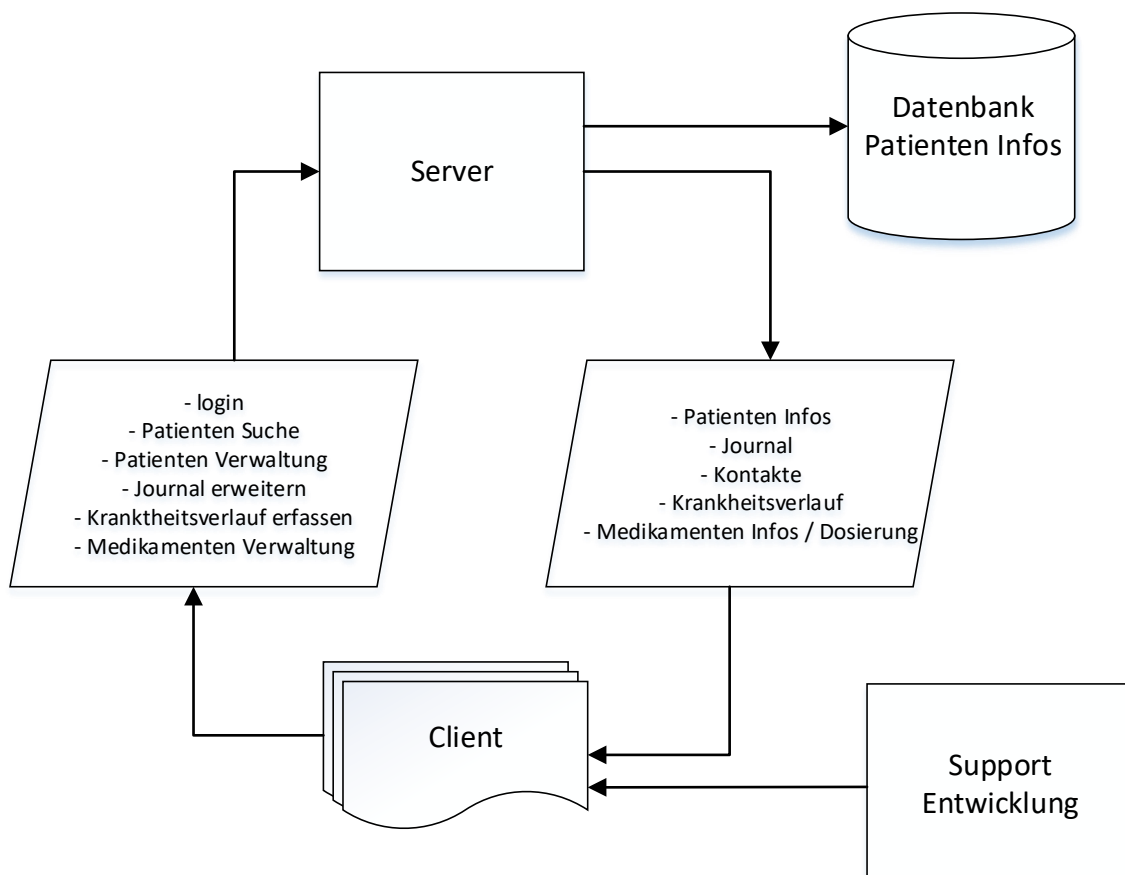 Datenbank
Patienten Infos
Server
- login
- Patienten Suche
- Patienten Verwaltung
- Journal erweitern
- Kranktheitsverlauf erfassen
- Medikamenten Verwaltung
- Patienten Infos
- Journal
- Kontakte
- Krankheitsverlauf
- Medikamenten Infos / Dosierung
Client
Support
Entwicklung